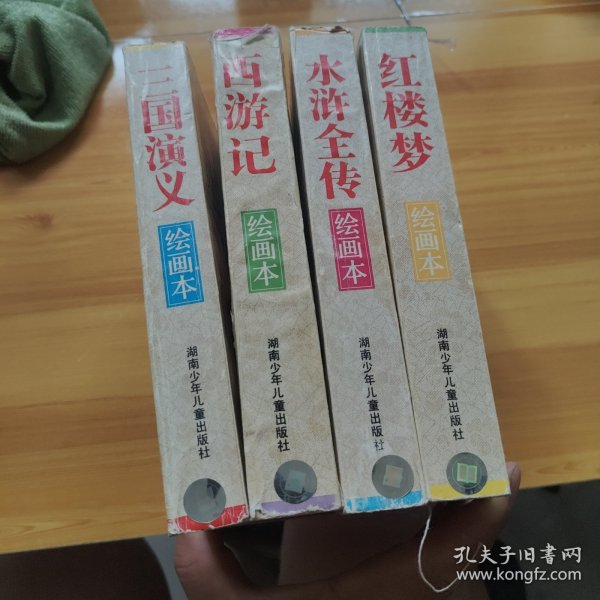 三国演义
绘画本
湖南少年儿童出版社
西游记
绘画本
湖南少年儿童出版社
水浒全传
绘画本
湖南少年儿童出版社
红楼梦
绘画本
湖南少年儿童出版社
孔夫子旧书网
www.kongfz.com